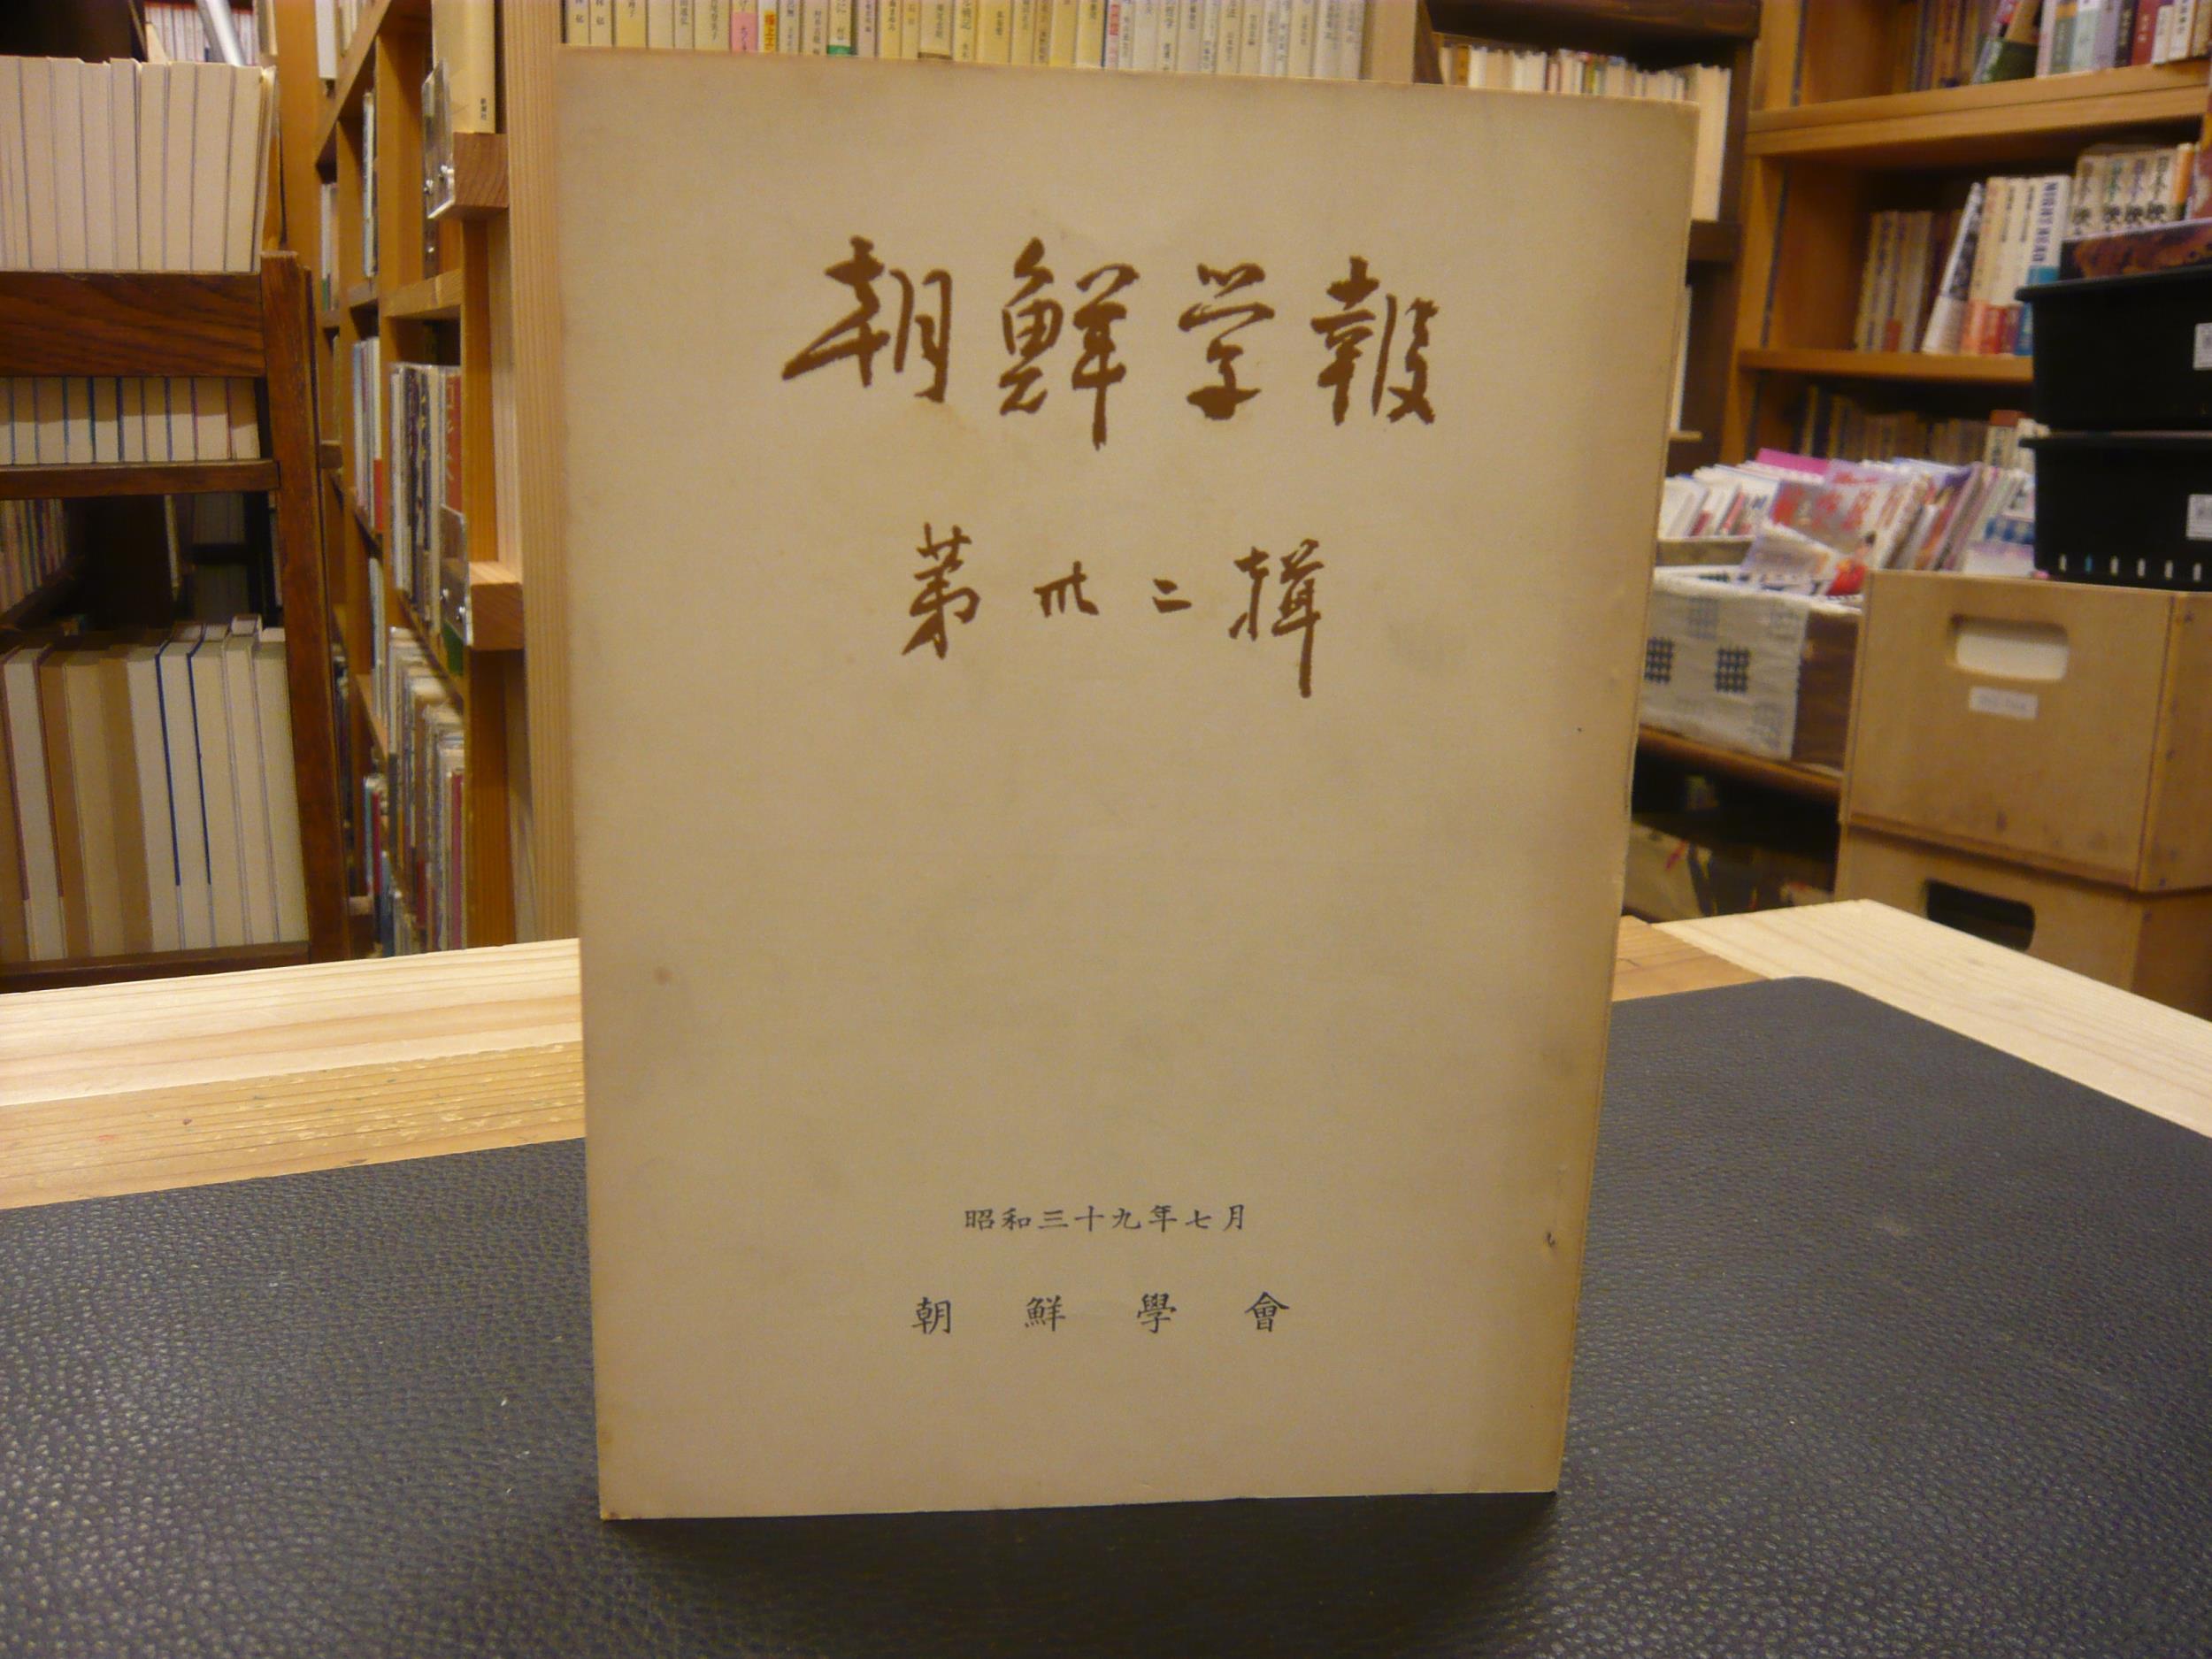 朝鮮学報
第卅二輯
昭和三十九年七月
朝鮮學會